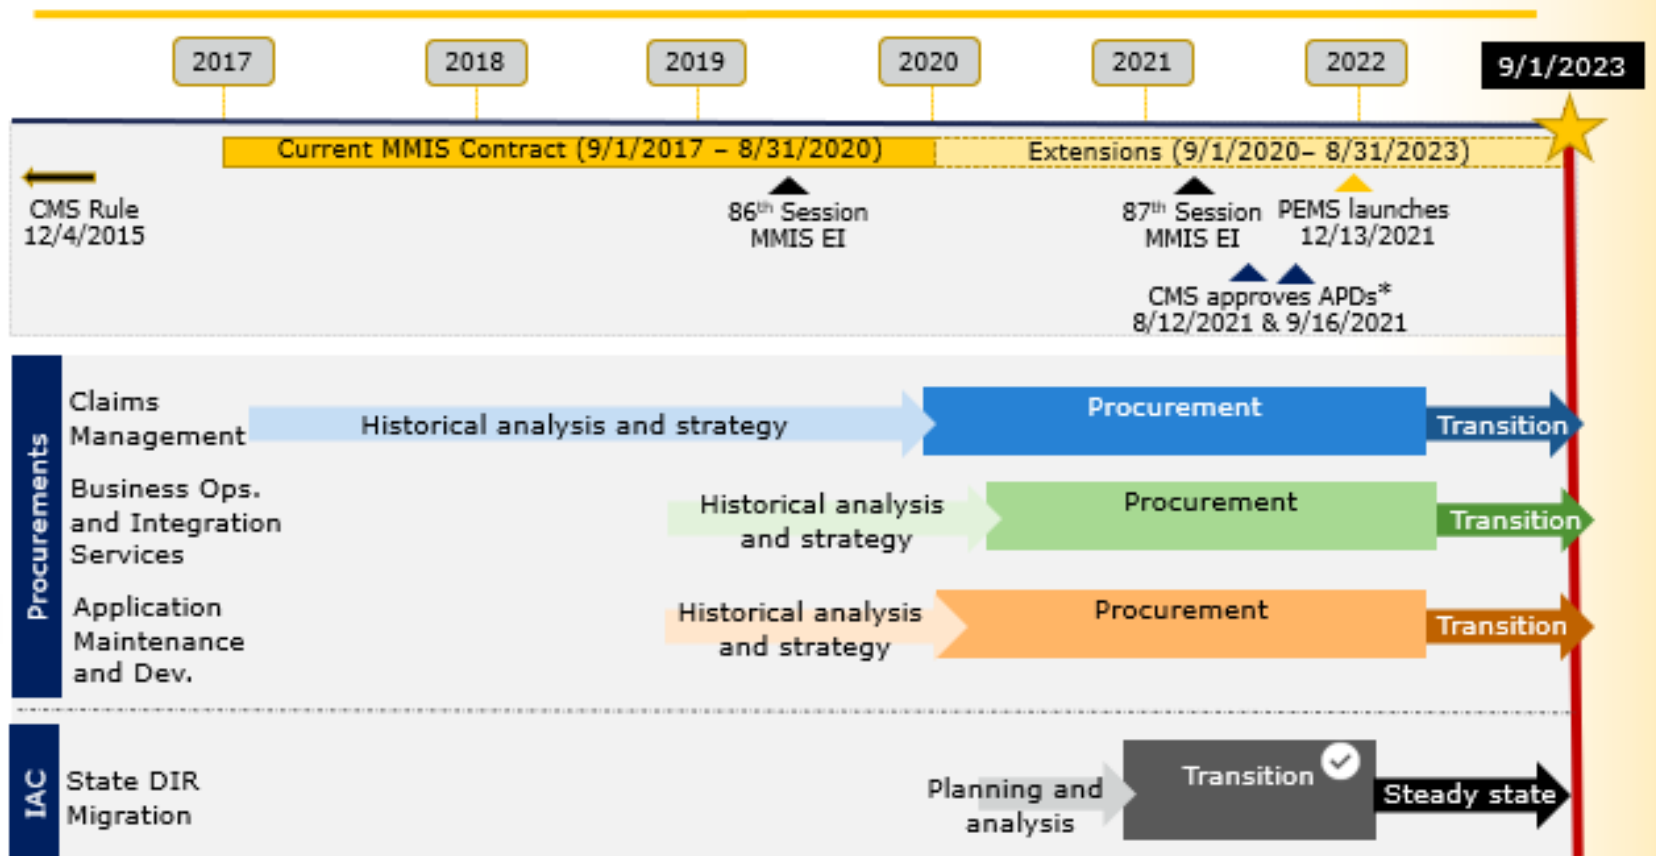 2017
2018
2019
2020
2021
2022
9/1/2023
Current MMIS Contract (9/1/2017 – 8/31/2020)
Extensions (9/1/2020– 8/31/2023)
CMS Rule
12/4/2015
86th Session
MMIS EI
87th Session
MMIS EI
PEMS launches
12/13/2021
CMS approves APDs*
8/12/2021 & 9/16/2021
Procurements
Claims
Management
Historical analysis and strategy
Procurement
Transition
Business Ops.
and Integration
Services
Historical analysis
and strategy
Procurement
Transition
Application
Maintenance
and Dev.
Historical analysis
and strategy
Procurement
Transition
IAC
State DIR
Migration
Planning and
analysis
Transition
Steady state